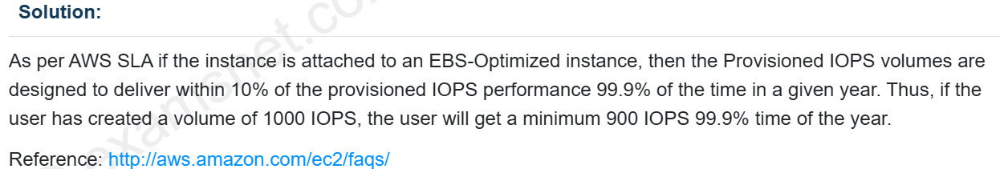 Solution:
As per AWS SLA if the instance is attached to an EBS-Optimized instance, then the Provisioned IOPS volumes are
designed to deliver within 10% of the provisioned IOPS performance 99.9% of the time in a given year. Thus, if the
user has created a volume of 1000 IOPS, the user will get a minimum 900 IOPS 99.9% time of the year.
Reference: http://aws.amazon.com/ec2/faqs/
examsnet.co